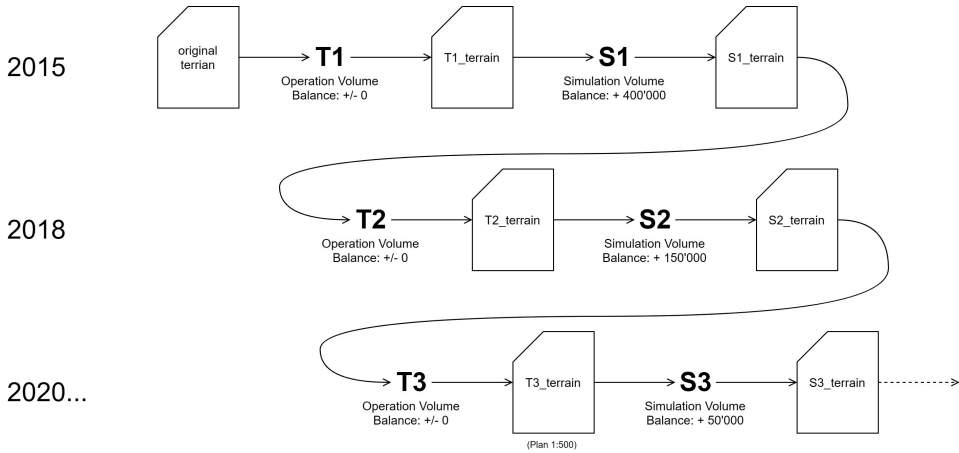 2015
original
terrian
T1
Operation Volume
Balance: +/- 0
T1_terrain
S1
Simulation Volume
Balance: + 400'000
S1_terrain
2018
T2
Operation Volume
Balance: +/- 0
T2_terrain
S2
Simulation Volume
Balance: + 150'000
S2_terrain
2020...
T3
Operation Volume
Balance: +/- 0
T3_terrain
(Plan 1:500)
S3
Simulation Volume
Balance: + 50'000
S3_terrain